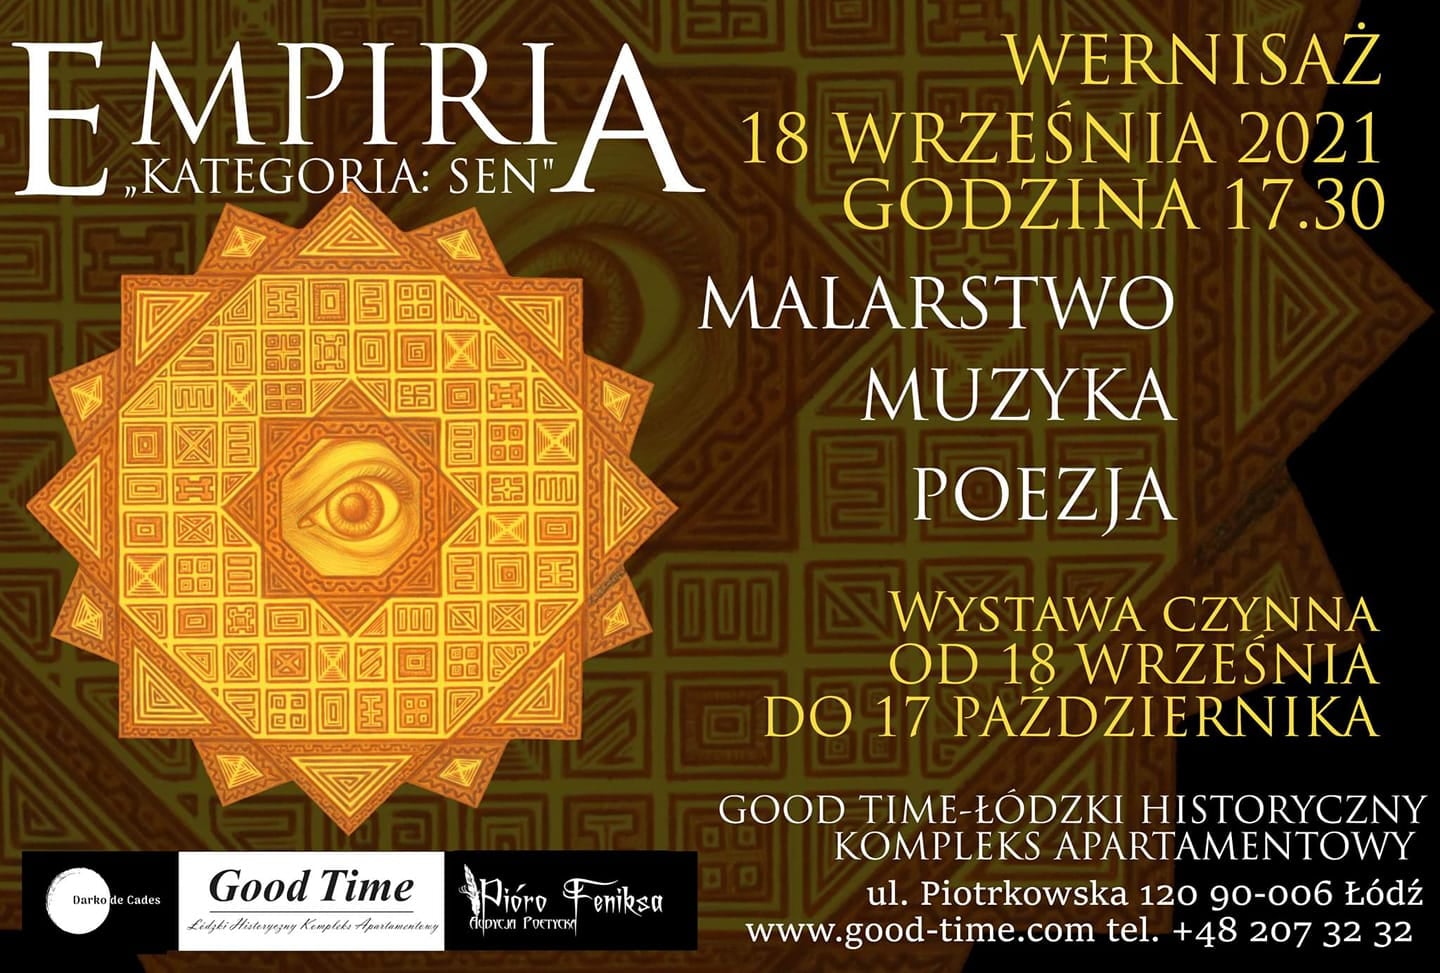 EMPIRIA
„KATEGORIA: SEN"
WERNISAŻ
18 WRZEŚNIA 2021
GODZINA 17.30
MALARSTWO
MUZYKA
POEZJA
WYSTAWA CZYNNA
OD 18 WRZEŚNIA
DO 17 PAŹDZIERNIKA
GOOD TIME-ŁÓDZKI HISTORYCZNY
KOMPLEKS APARTAMENTOWY
ul. Piotrkowska 120 90-006 Łódź
www.good-time.com tel. +48 207 32 32
Darko de Cades
Good Time
Łódzki Historyczny Kompleks Apartamentowy
Pióro Feniksa
Audycja Poetycka